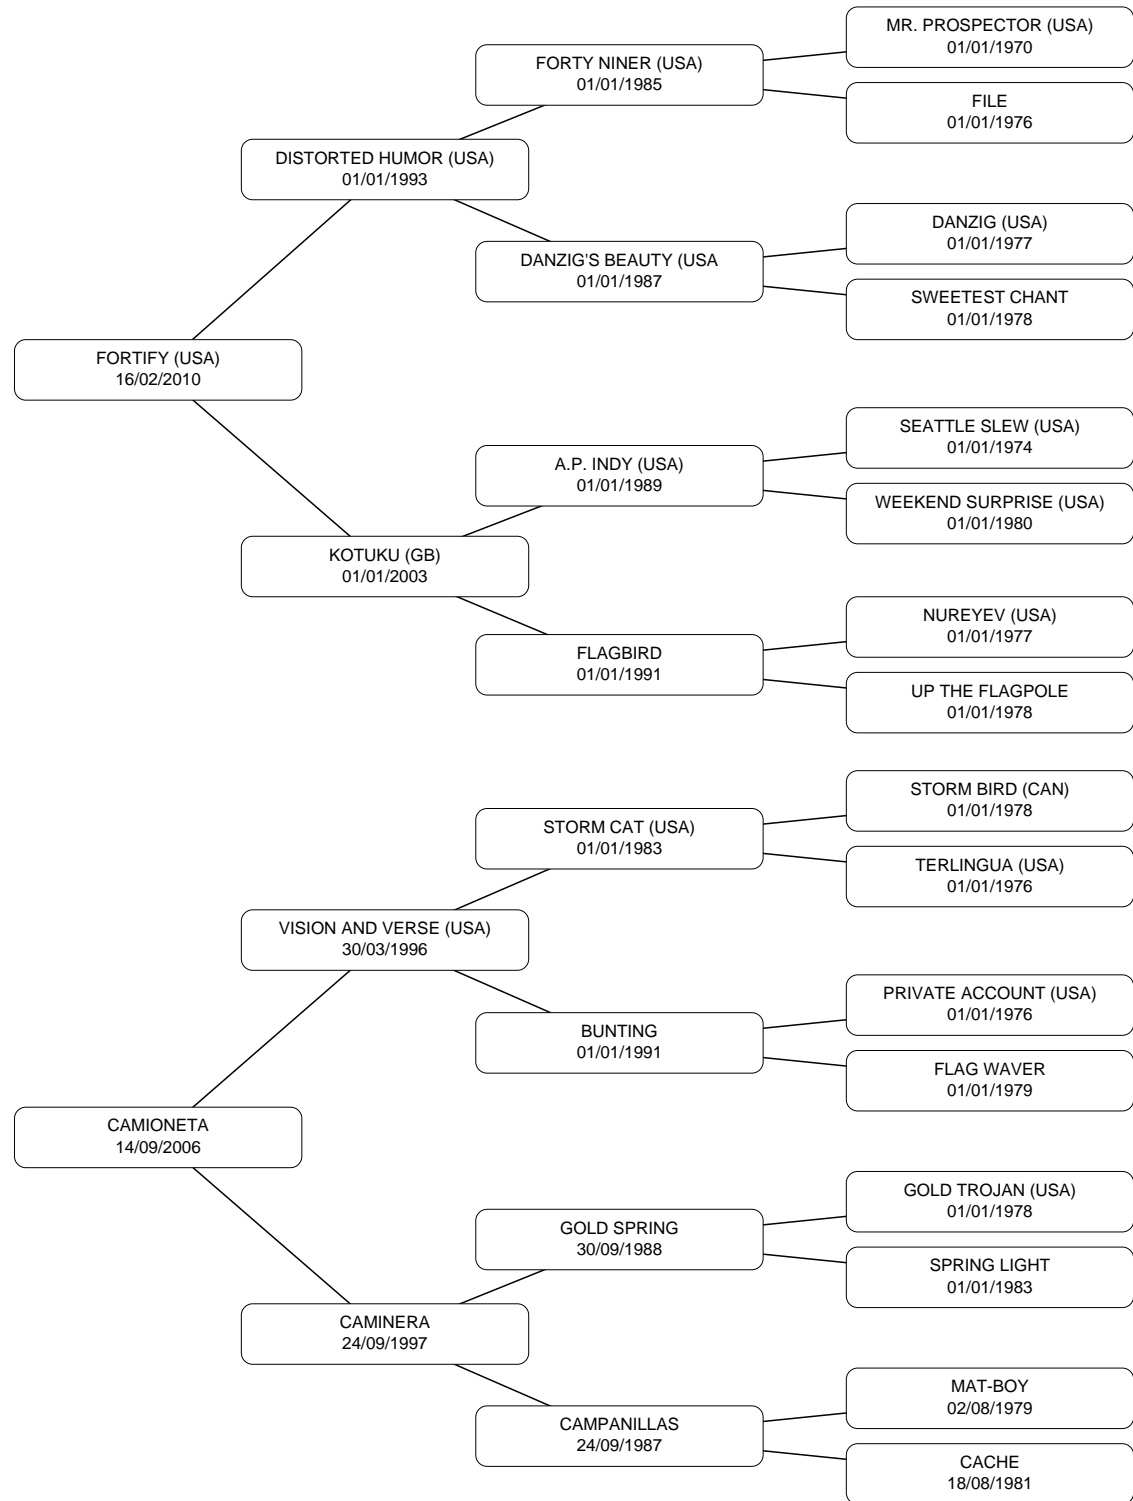 MR. PROSPECTOR (USA)
01/01/1970
FORTY NINER (USA)
01/01/1985
FILE
01/01/1976
DISTORTED HUMOR (USA)
01/01/1993
DANZIG (USA)
01/01/1977
DANZIG'S BEAUTY (USA
01/01/1987
SWEETEST CHANT
01/01/1978
FORTIFY (USA)
16/02/2010
SEATTLE SLEW (USA)
01/01/1974
A.P. INDY (USA)
01/01/1989
WEEKEND SURPRISE (USA)
01/01/1980
KOTUKU (GB)
01/01/2003
NUREYEV (USA)
01/01/1977
FLAGBIRD
01/01/1991
UP THE FLAGPOLE
01/01/1978
STORM BIRD (CAN)
01/01/1978
STORM CAT (USA)
01/01/1983
TERLINGUA (USA)
01/01/1976
VISION AND VERSE (USA)
30/03/1996
PRIVATE ACCOUNT (USA)
01/01/1976
BUNTING
01/01/1991
FLAG WAVER
01/01/1979
CAMIONETA
14/09/2006
GOLD TROJAN (USA)
01/01/1978
GOLD SPRING
30/09/1988
SPRING LIGHT
01/01/1983
CAMINERA
24/09/1997
MAT-BOY
02/08/1979
CAMPANILLAS
24/09/1987
CACHE
18/08/1981